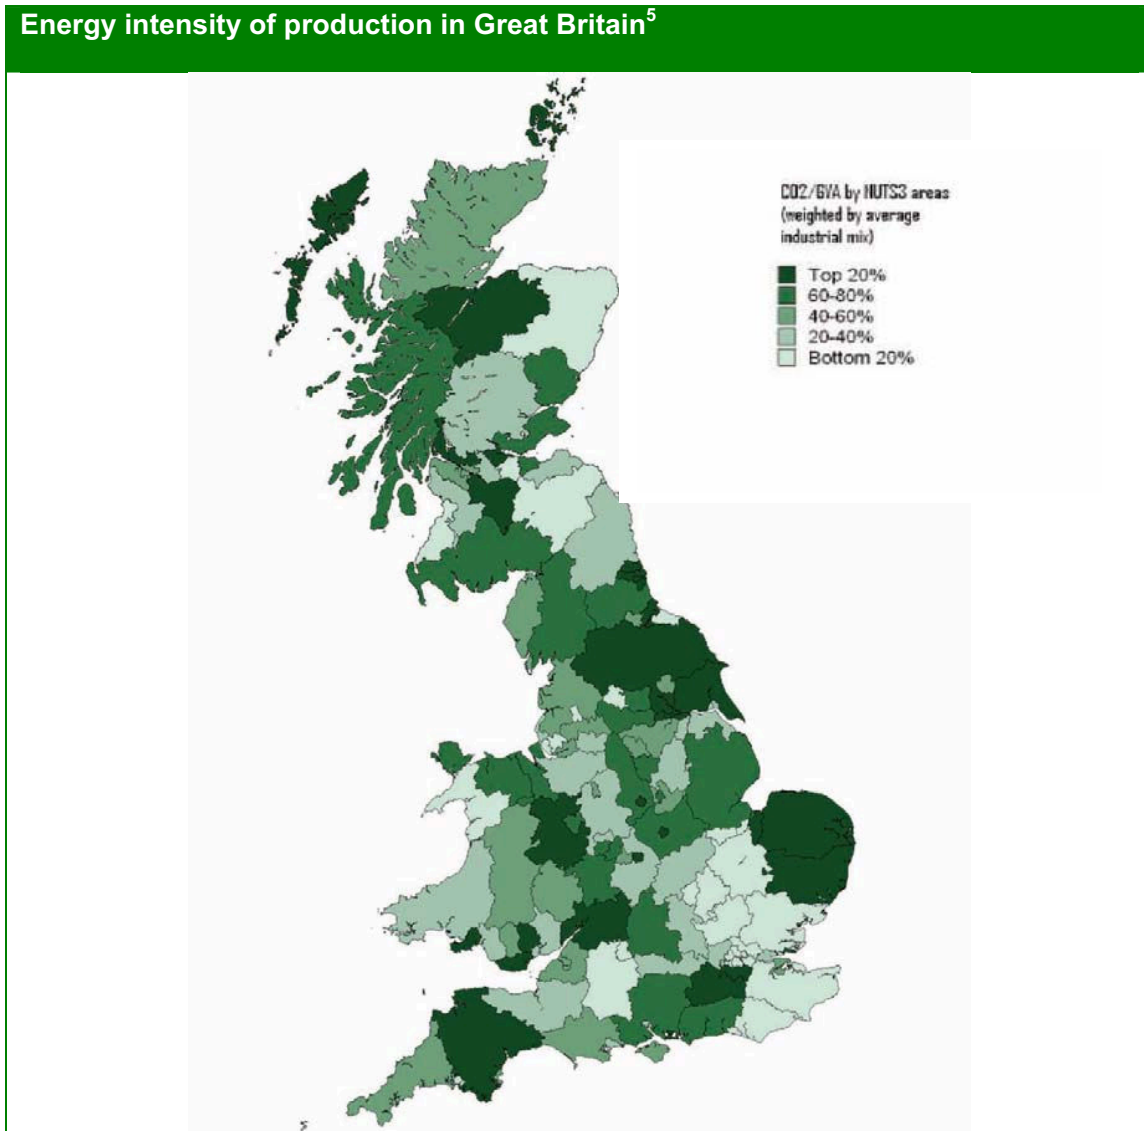 Energy intensity of production in Great Britain5
CO2/GVA by NUTS3 areas
(weighted by average
industrial mix)
Top 20%
60-80%
40-60%
20-40%
Bottom 20%